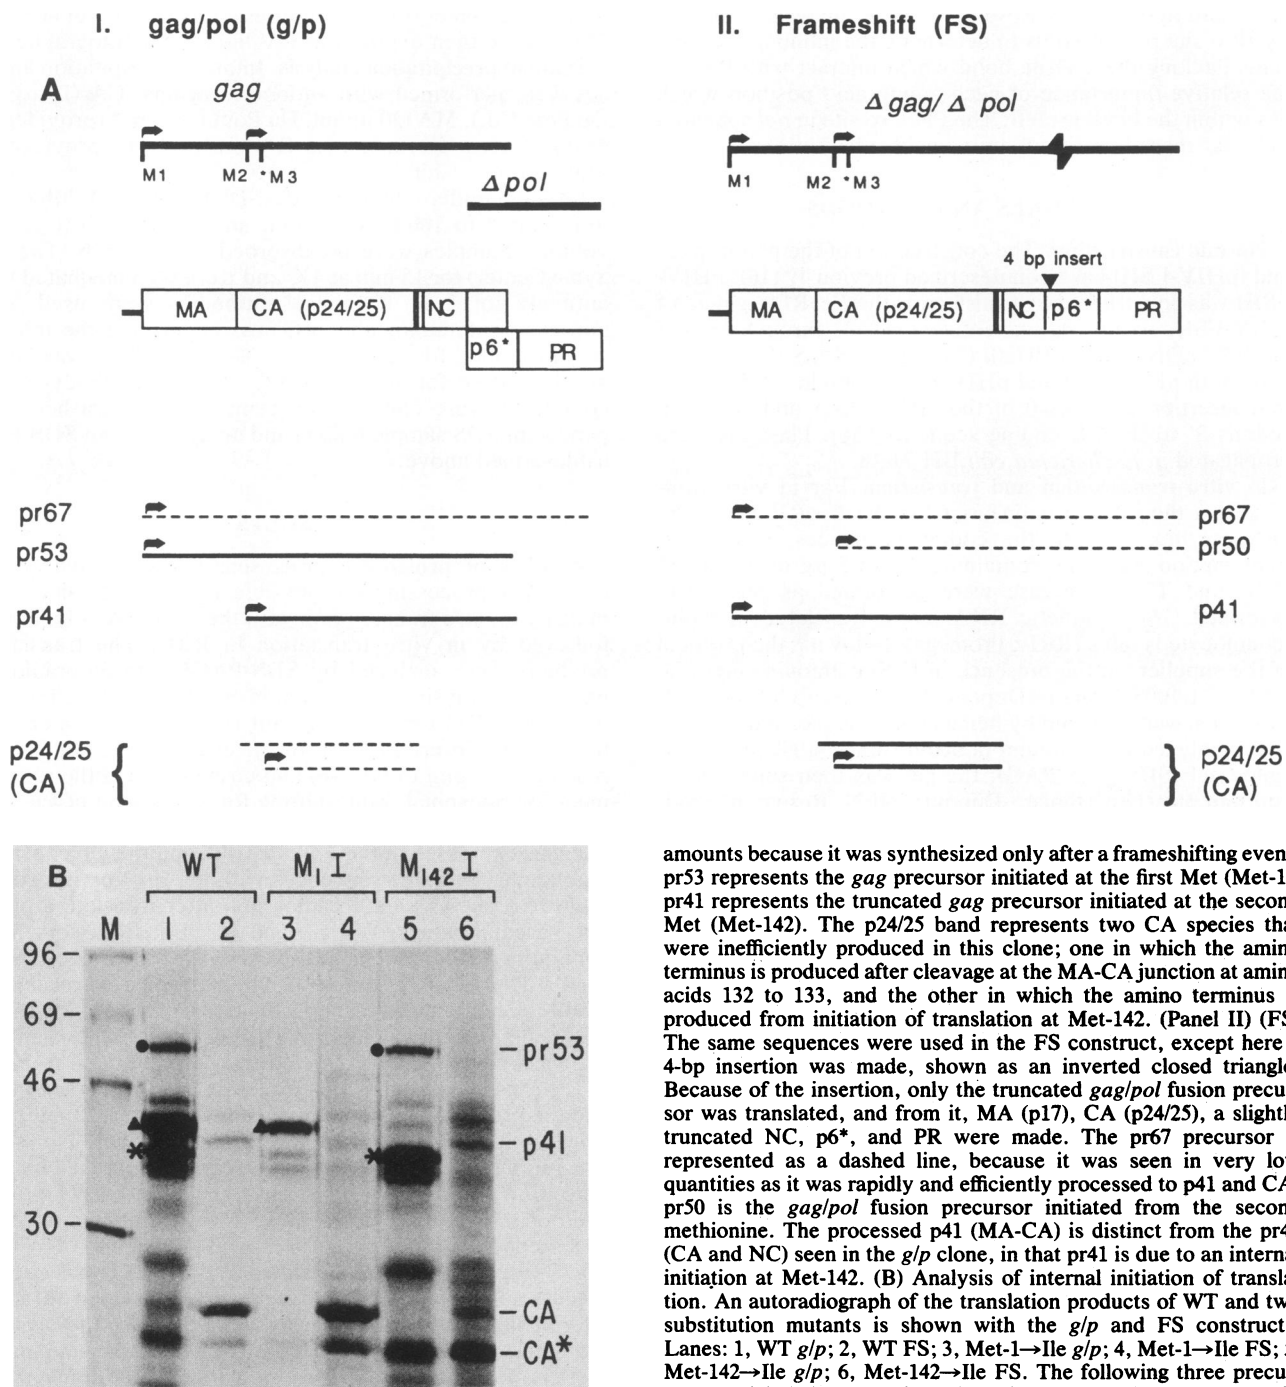 I. gag/pol (g/p)
II. Frameshift (FS)
A
gag
Δ gag/ Δ pol
M1 M2 *M3
Δ pol
M1 M2 *M3
4 bp insert
MA CA (p24/25) NC
p6* PR
MA CA (p24/25) NC p6* PR
pr67
pr53
pr41
p24/25
(CA)
pr67
pr50
p41
p24/25
(CA)
B
WT M1 I M142 I
M 1 2 3 4 5 6
96
69
46
30
pr53
p41
CA
CA*
amounts because it was synthesized only after a frameshifting even
pr53 represents the gag precursor initiated at the first Met (Met-1
pr41 represents the truncated gag precursor initiated at the secon
Met (Met-142). The p24/25 band represents two CA species tha
were inefficiently produced in this clone; one in which the amin
terminus is produced after cleavage at the MA-CA junction at amin
acids 132 to 133, and the other in which the amino terminus
produced from initiation of translation at Met-142. (Panel II) (FS
The same sequences were used in the FS construct, except here
4-bp insertion was made, shown as an inverted closed triangle
Because of the insertion, only the truncated gag/pol fusion precu
sor was translated, and from it, MA (p17), CA (p24/25), a slightl
truncated NC, p6*, and PR were made. The pr67 precursor
represented as a dashed line, because it was seen in very lo
quantities as it was rapidly and efficiently processed to p41 and CA
pr50 is the gag/pol fusion precursor initiated from the secon
methionine. The processed p41 (MA-CA) is distinct from the pr4
(CA and NC) seen in the g/p clone, in that pr41 is due to an interna
initiation at Met-142. (B) Analysis of internal initiation of transla
tion. An autoradiograph of the translation products of WT and tw
substitution mutants is shown with the g/p and FS construct
Lanes: 1, WT g/p; 2, WT FS; 3, Met-1→Ile g/p; 4, Met-1→Ile FS;
Met-142→Ile g/p; 6, Met-142→Ile FS. The following three precu